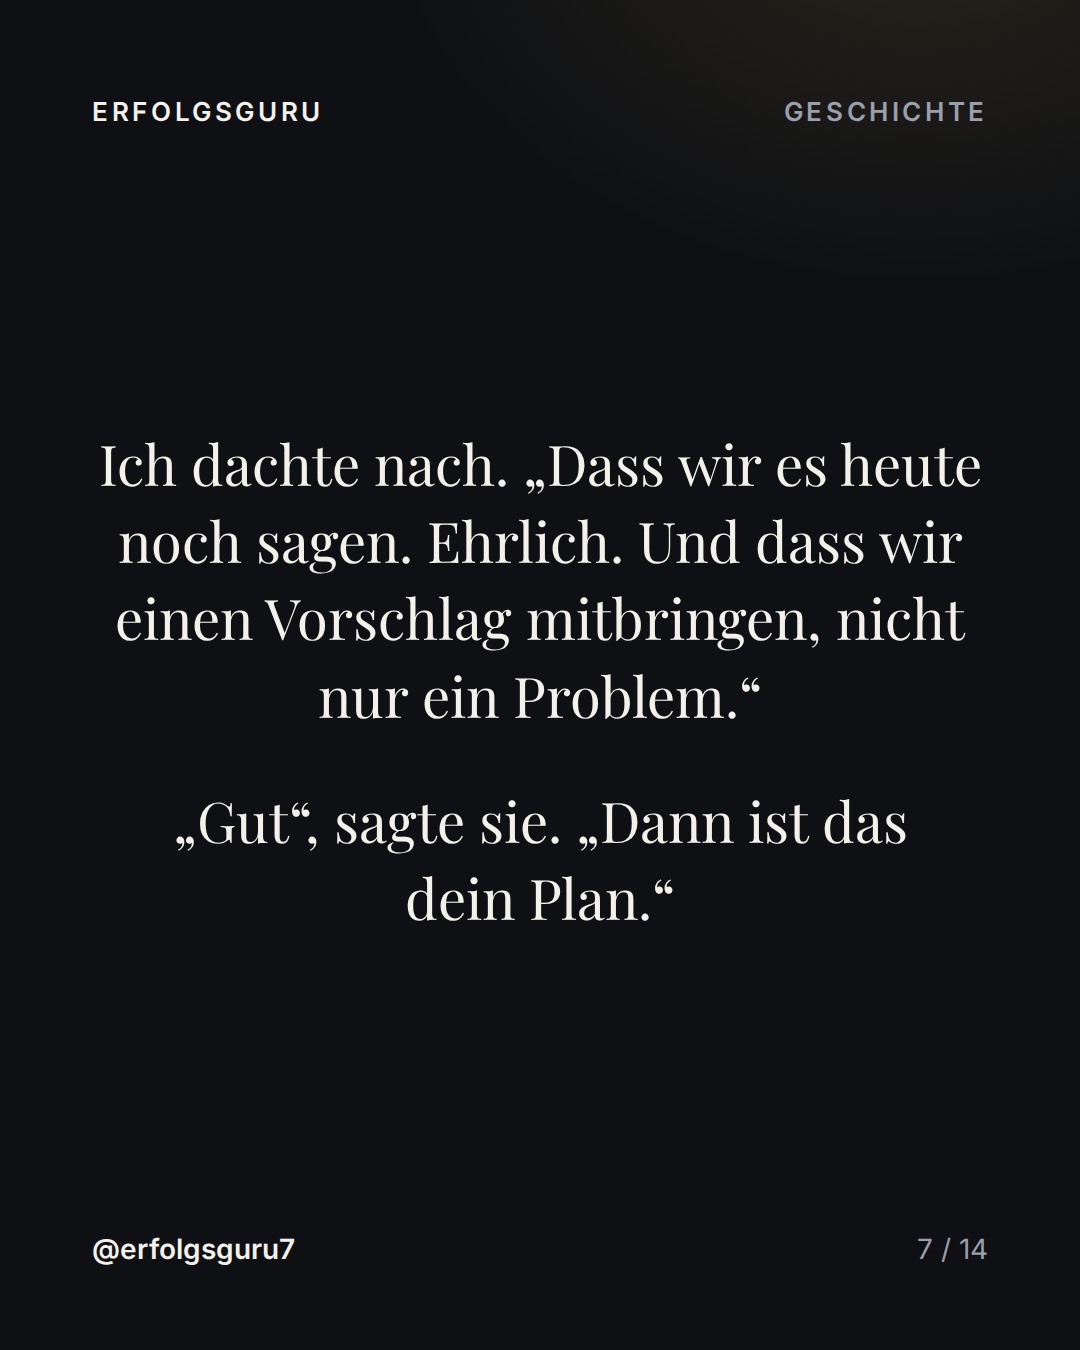 ERFOLGSGURU
GESCHICHTE
Ich dachte nach. „Dass wir es heute
noch sagen. Ehrlich. Und dass wir
einen Vorschlag mitbringen, nicht
nur ein Problem.“
„Gut“, sagte sie. „Dann ist das
dein Plan.“
@erfolgsguru7
7 / 14